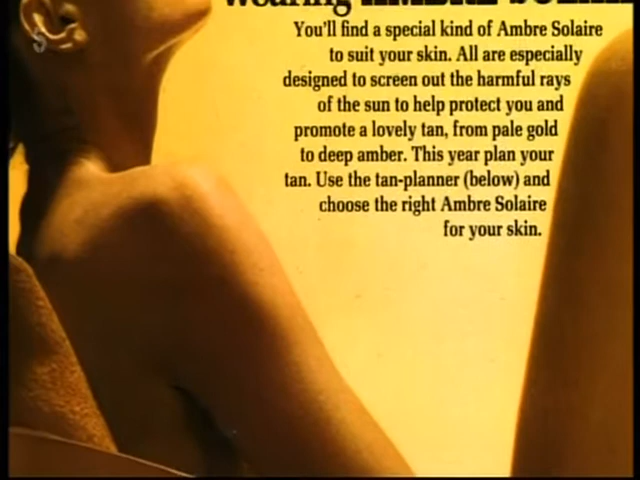 wearing AMBRE SOLAIRE
You'll find a special kind of Ambre Solaire
to suit your skin. All are especially
designed to screen out the harmful rays
of the sun to help protect you and
promote a lovely tan, from pale gold
to deep amber. This year plan your
tan. Use the tan-planner (below) and
choose the right Ambre Solaire
for your skin.